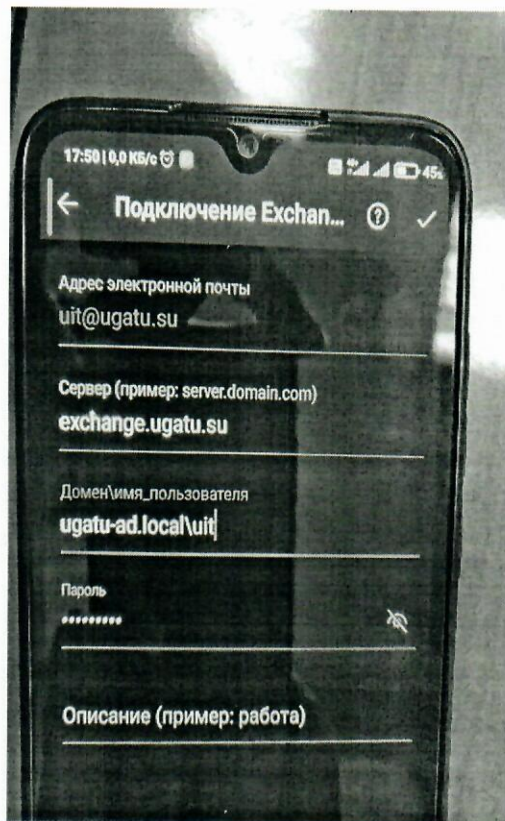 17:50 | 0,0 КБ/с
45%
Подключение Exchan...
Адрес электронной почты
uit@ugatu.su
Сервер (пример: server.domain.com)
exchange.ugatu.su
Домен\имя_пользователя
ugatu-ad.local\uit
Пароль
•••••••••
Описание (пример: работа)